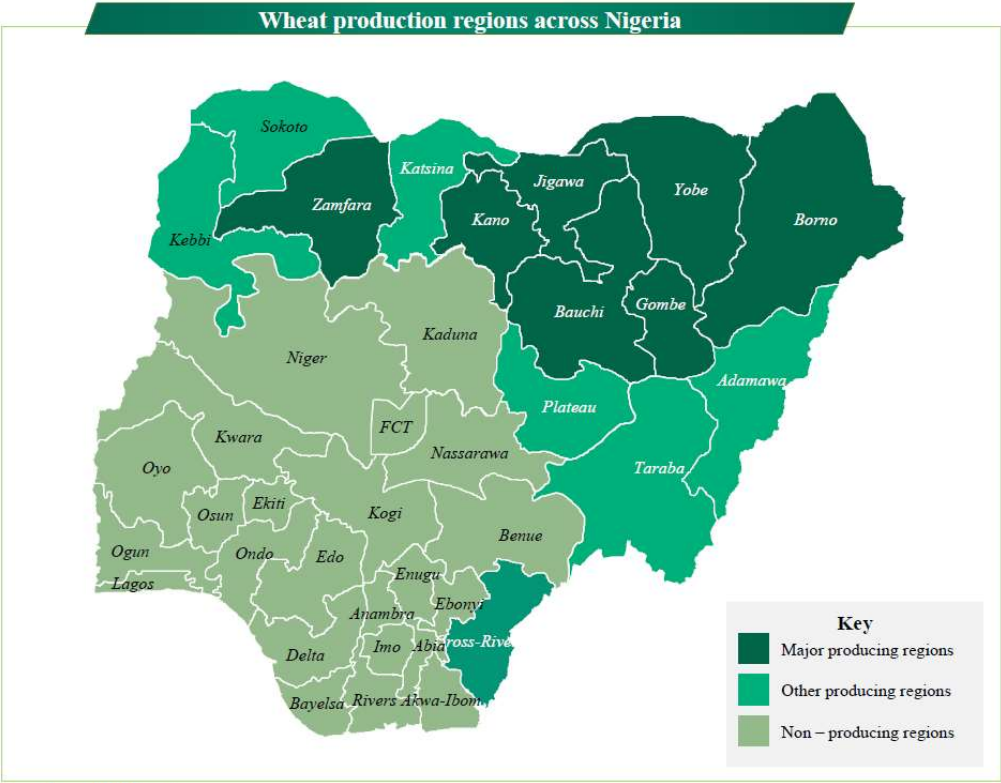 Wheat production regions across Nigeria
Sokoto
Katsina
Jigawa
Yobe
Zamfara
Kano
Borno
Kebbi
Bauchi
Gombe
Kaduna
Niger
Adamawa
Plateau
FCT
Kwara
Nassarawa
Oyo
Taraba
Ekiti
Osun
Kogi
Benue
Ogun
Ondo
Edo
Lagos
Enugu
Ebonyi
Anambra
Delta
Imo
Abia
ross-Rive
Bayelsa
Rivers
Akwa-Ibom
Key
Major producing regions
Other producing regions
Non – producing regions